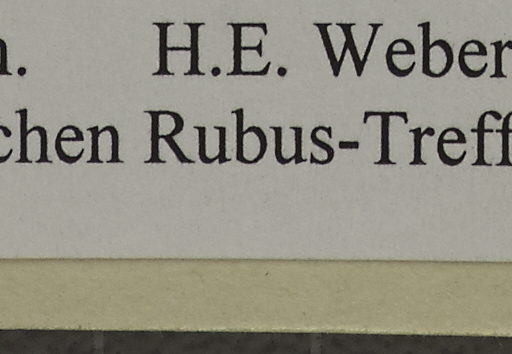 n. H.E. Weber
chen Rubus-Treff